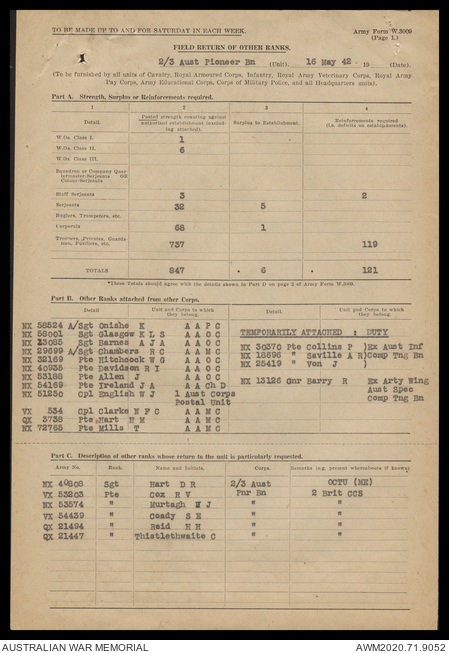 TO BE MADE UP TO AND FOR SATURDAY IN EACH WEEK.
Army Form W.3009
(Page 1.)
1
FIELD RETURN OF OTHER RANKS.
2/3 Aust Pioneer Bn (Unit). 16 May 42 19 (Date).
(To be furnished by all units of Cavalry, Royal Armoured Corps, Infantry, Royal Army Veterinary Corps, Royal Army
Pay Corps, Army Educational Corps, Corps of Military Police, and all Headquarters units).
Part A. Strength, Surplus or Reinforcements required.
1 2 3 4
Detail. Posted strength counting against authorised establishment (excluding attached). Surplus to Establishment. Reinforcements required (i.e. deficits on establishments).
W.Os. Class I. 1
W.Os. Class II. 6
W.Os. Class III.
Squadron or Company Quarter-
master-Serjeants
Colour-Serjeants
Staff Serjeants 3 2
Serjeants 32 5
Buglers, Trumpeters, etc.
Corporals 68 1
Troopers, Privates, Guards-
men, Fusiliers, etc. 737 119
TOTALS 847 6 121
*These Totals should agree with the details shown in Part D on page 2 of Army Form W.3009.
Part B. Other Ranks attached from other Corps.
Detail Unit and Corps to which they belong. Detail. Unit and Corps to which they belong.
NX 58524 A/Sgt Onishe K A A P C
NX 58001 Sgt Glasgow K L S A A O C TEMPORARILY ATTACHED : DUTY
NX 13085 Sgt Barnes A J A A A O C
NX 29699 A/Sgt Chambers R C A A M C NX 30370 Pte Collins P )Ex Aust Inf
NX 32169 Pte Hitchcock W G A A O C NX 18696 " Saville A R)Comp Tng Bn
NX 40935 Pte Davidson R I A A O C NX 25419 " Von J )
NX 53188 Pte Allen J A A O C
NX 54169 Pte Ireland J A A A Ch D NX 13126 Gnr Barry R Ex Arty Wing
NX 51250 Cpl English W J 1 Aust Corps Aust Spec
Postal Unit Comp Tng Bn
VX 534 Cpl Clarke N F C A A M C
QX 3738 Pte Hart H M A A M C
NX 72765 Pte Mills T A A M C
Part C. Description of other ranks whose return to the unit is particularly requested.
Army No. Rank. Name and Initials. Corps. Remarks (e.g. present whereabouts if known)
NX 40808 Sgt Hart D R 2/3 Aust OCTU (ME)
VX 53263 Pte Cox R V Pnr Bn 2 Brit CCS
NX 53574 " Murtagh W J " "
VX 54439 " Coady S E " "
QX 21494 " Reid H H " "
QX 21447 " Thistlethwaite C " "
AUSTRALIAN WAR MEMORIAL AWM2020.71.9052